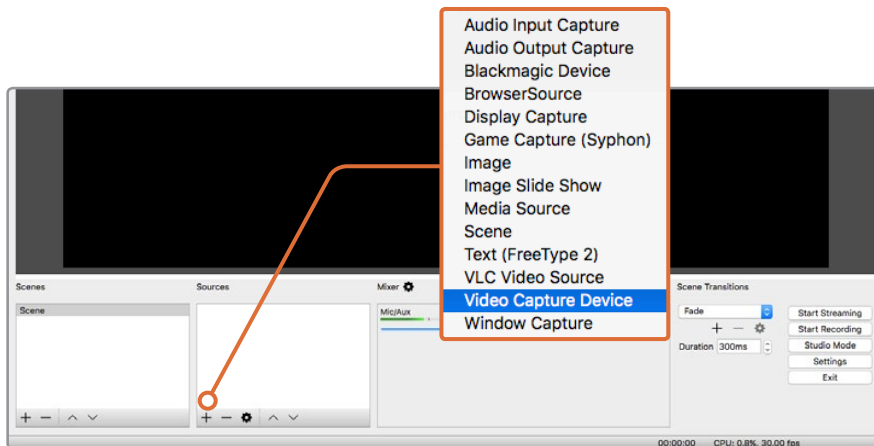 Audio Input Capture
Audio Output Capture
Blackmagic Device
BrowserSource
Display Capture
Game Capture (Syphon)
Image
Image Slide Show
Media Source
Scene
Text (FreeType 2)
VLC Video Source
Video Capture Device
Window Capture
Scenes
Scene
Sources
Mixer
Mic/Aux
Scene Transitions
Fade
Duration 300ms
Start Streaming
Start Recording
Studio Mode
Settings
Exit
00:00:00 CPU: 0.8%, 30.00 fps